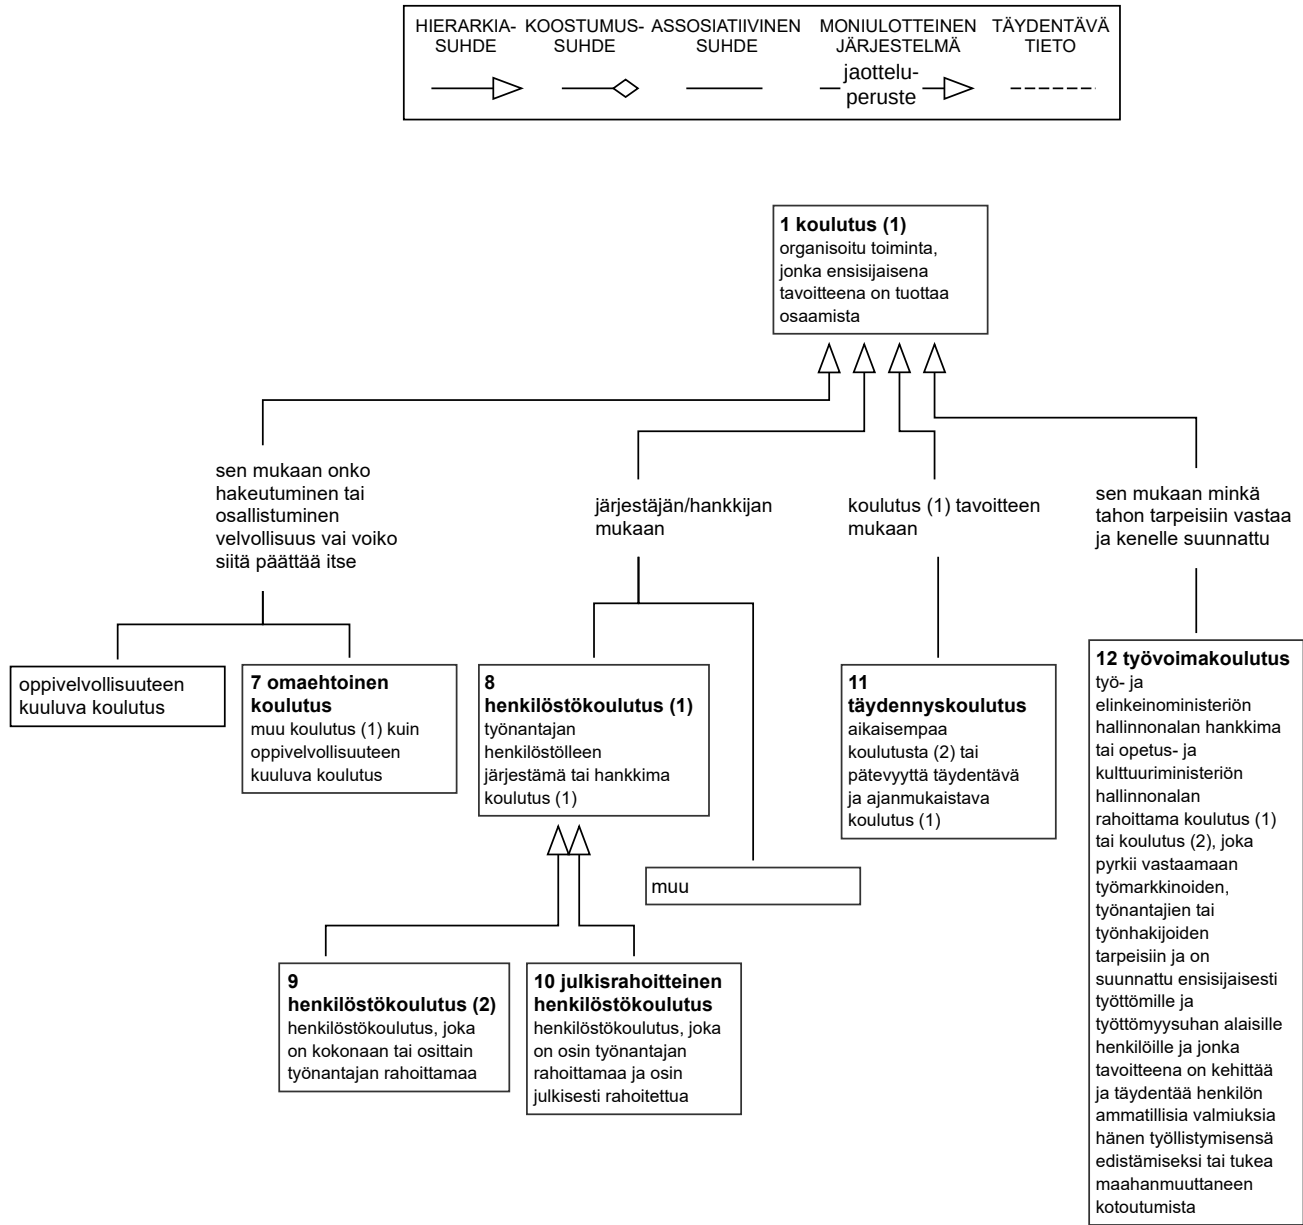 HIERARKIA-
SUHDE
KOOSTUMUS-
SUHDE
ASSOSIATIIVINEN
SUHDE
MONIULOTTEINEN
JÄRJESTELMÄ
TÄYDENTÄVÄ
TIETO
jaottelu-
peruste
1 koulutus (1)
organisoitu toiminta,
jonka ensisijaisena
tavoitteena on tuottaa
osaamista
sen mukaan onko
hakeutuminen tai
osallistuminen
velvollisuus vai voiko
siitä päättää itse
järjestäjän/hankkijan
mukaan
koulutus (1) tavoitteen
mukaan
sen mukaan minkä
tahon tarpeisiin vastaa
ja kenelle suunnattu
oppivelvollisuuteen
kuuluva koulutus
7 omaehtoinen
koulutus
muu koulutus (1) kuin
oppivelvollisuuteen
kuuluva koulutus
8
henkilöstökoulutus (1)
työnantajan
henkilöstölleen
järjestämä tai hankkima
koulutus (1)
11
täydennyskoulutus
aikaisempaa
koulutusta (2) tai
pätevyyttä täydentävä
ja ajanmukaistava
koulutus (1)
12 työvoimakoulutus
työ- ja
elinkeinoministeriön
hallinnonalan hankkima
tai opetus- ja
kulttuuriministeriön
hallinnonalan
rahoittama koulutus (1)
tai koulutus (2), joka
pyrkii vastaamaan
työmarkkinoiden,
työnantajien tai
työnhakijoiden
tarpeisiin ja on
suunnattu ensisijaisesti
työttömille ja
työttömyysuhan alaisille
henkilöille ja jonka
tavoitteena on kehittää
ja täydentää henkilön
ammatillisia valmiuksia
hänen työllistymisensä
edistämiseksi tai tukea
maahanmuuttaneen
kotoutumista
muu
9
henkilöstökoulutus (2)
henkilöstökoulutus, joka
on kokonaan tai osittain
työnantajan rahoittamaa
10 julkisrahoitteinen
henkilöstökoulutus
henkilöstökoulutus, joka
on osin työnantajan
rahoittamaa ja osin
julkisesti rahoitettua